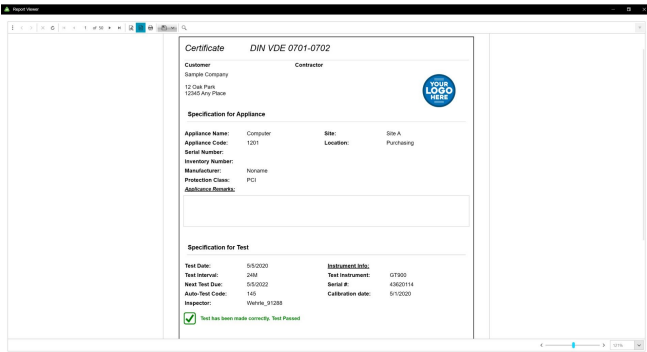 Report Viewer
1 of 56
Certificate DIN VDE 0701-0702
Customer Contractor
Sample Company
12 Oak Park
12345 Any Place
YOUR
LOGO
HERE
Specification for Appliance
Appliance Name: Computer Site: Site A
Appliance Code: 1201 Location: Purchasing
Serial Number:
Inventory Number:
Manufacturer: Noname
Protection Class: PCI
Applicance Remarks:
Specification for Test
Test Date: 5/5/2020 Instrument Info:
Test Interval: 24M Test Instrument: GT900
Next Test Due: 5/5/2022 Serial #: 43620114
Auto-Test Code: 145 Calibration date: 5/1/2020
Inspector: Wehrle_91288
Test has been made correctly. Test Passed
121%